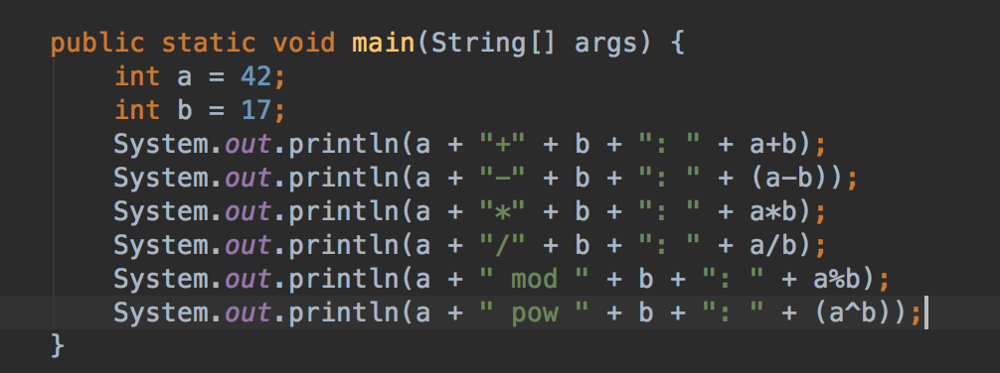 public static void main(String[] args) {
    int a = 42;
    int b = 17;
    System.out.println(a + "+" + b + ": " + a+b);
    System.out.println(a + "-" + b + ": " + (a-b));
    System.out.println(a + "*" + b + ": " + a*b);
    System.out.println(a + "/" + b + ": " + a/b);
    System.out.println(a + " mod " + b + ": " + a%b);
    System.out.println(a + " pow " + b + ": " + (a^b));
}